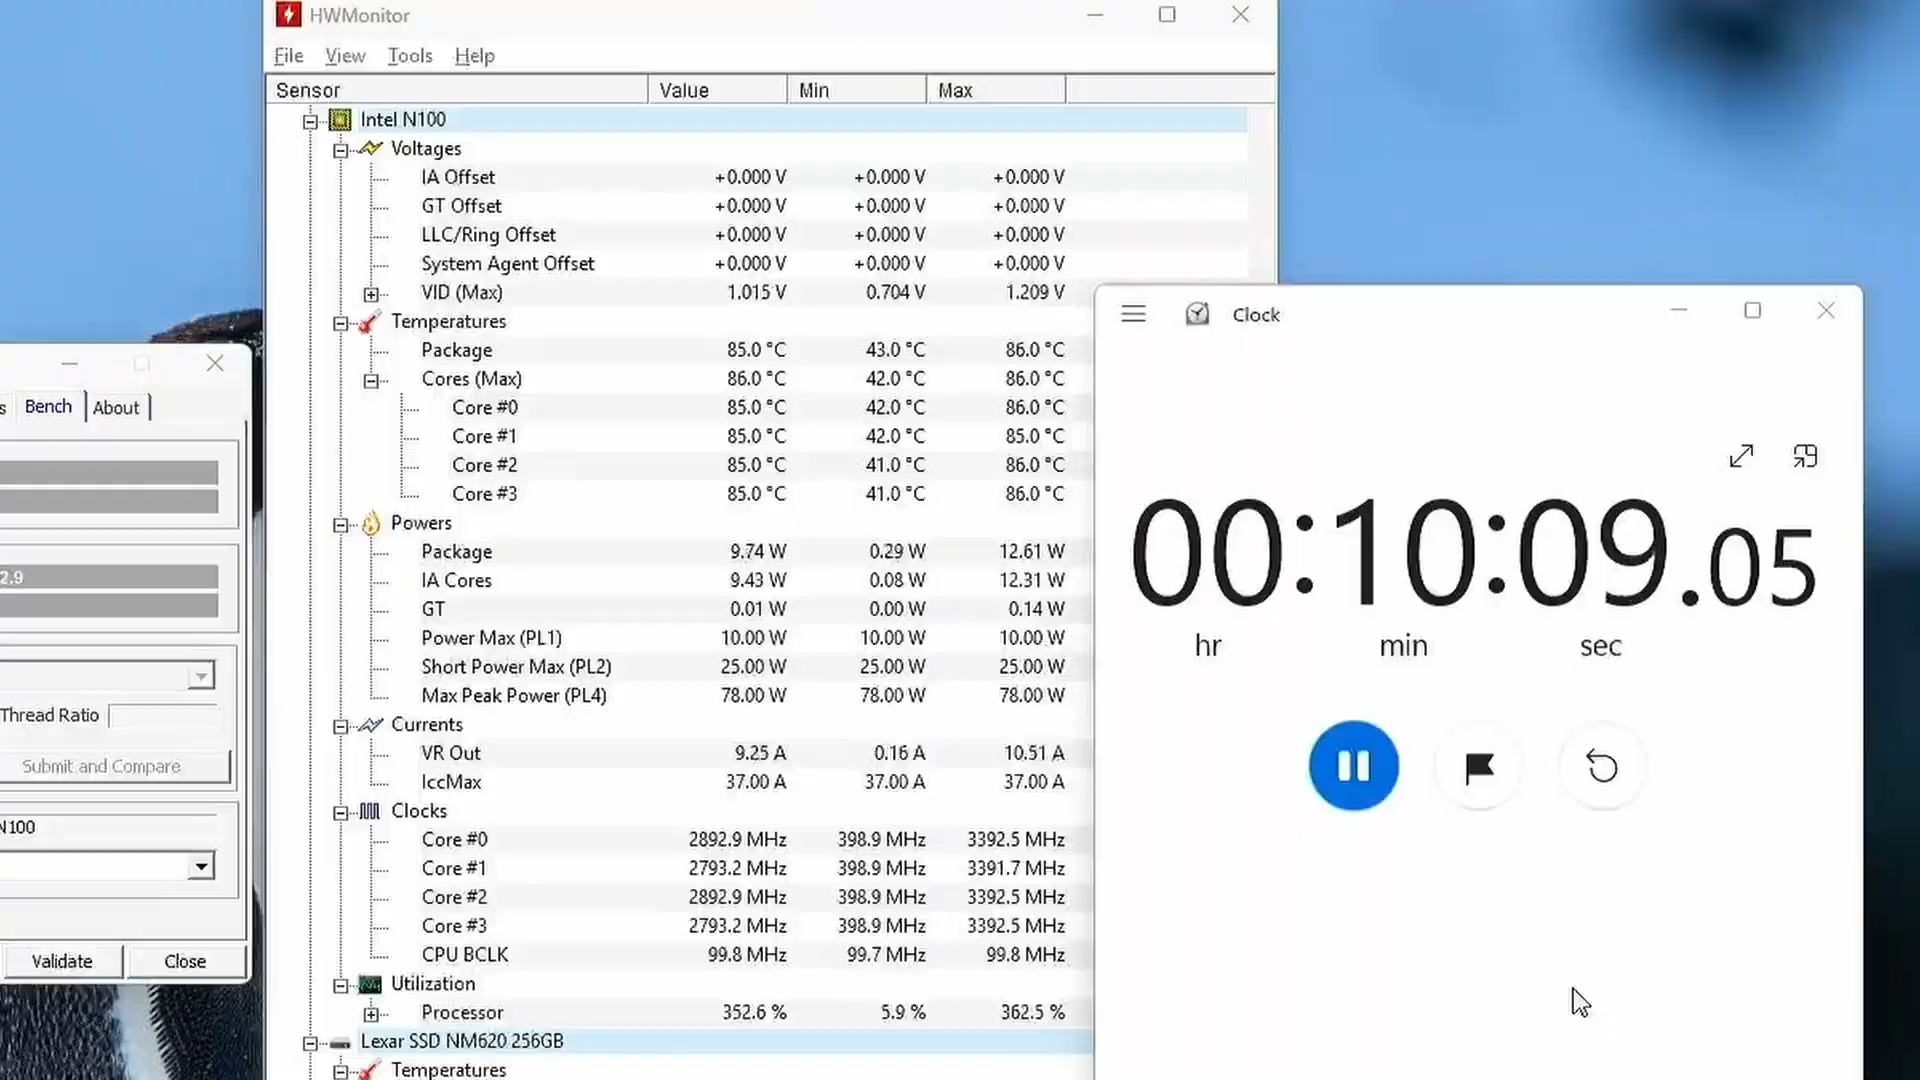 HWMonitor
File View Tools Help
Sensor Value Min Max
Intel N100
Voltages
IA Offset +0.000 V +0.000 V +0.000 V
GT Offset +0.000 V +0.000 V +0.000 V
LLC/Ring Offset +0.000 V +0.000 V +0.000 V
System Agent Offset +0.000 V +0.000 V +0.000 V
VID (Max) 1.015 V 0.704 V 1.209 V
Temperatures
Package 85.0 °C 43.0 °C 86.0 °C
Cores (Max) 86.0 °C 42.0 °C 86.0 °C
Core #0 85.0 °C 42.0 °C 86.0 °C
Core #1 85.0 °C 42.0 °C 85.0 °C
Core #2 85.0 °C 41.0 °C 86.0 °C
Core #3 85.0 °C 41.0 °C 86.0 °C
Powers
Package 9.74 W 0.29 W 12.61 W
IA Cores 9.43 W 0.08 W 12.31 W
GT 0.01 W 0.00 W 0.14 W
Power Max (PL1) 10.00 W 10.00 W 10.00 W
Short Power Max (PL2) 25.00 W 25.00 W 25.00 W
Max Peak Power (PL4) 78.00 W 78.00 W 78.00 W
Currents
VR Out 9.25 A 0.16 A 10.51 A
IccMax 37.00 A 37.00 A 37.00 A
Clocks
Core #0 2892.9 MHz 398.9 MHz 3392.5 MHz
Core #1 2793.2 MHz 398.9 MHz 3391.7 MHz
Core #2 2892.9 MHz 398.9 MHz 3392.5 MHz
Core #3 2793.2 MHz 398.9 MHz 3392.5 MHz
CPU BCLK 99.8 MHz 99.7 MHz 99.8 MHz
Utilization
Processor 352.6 % 5.9 % 362.5 %
Lexar SSD NM620 256GB
Temperatures
s Bench About
2.9
Thread Ratio
Submit and Compare
N100
Validate Close
Clock
00:10:09.05
hr min sec